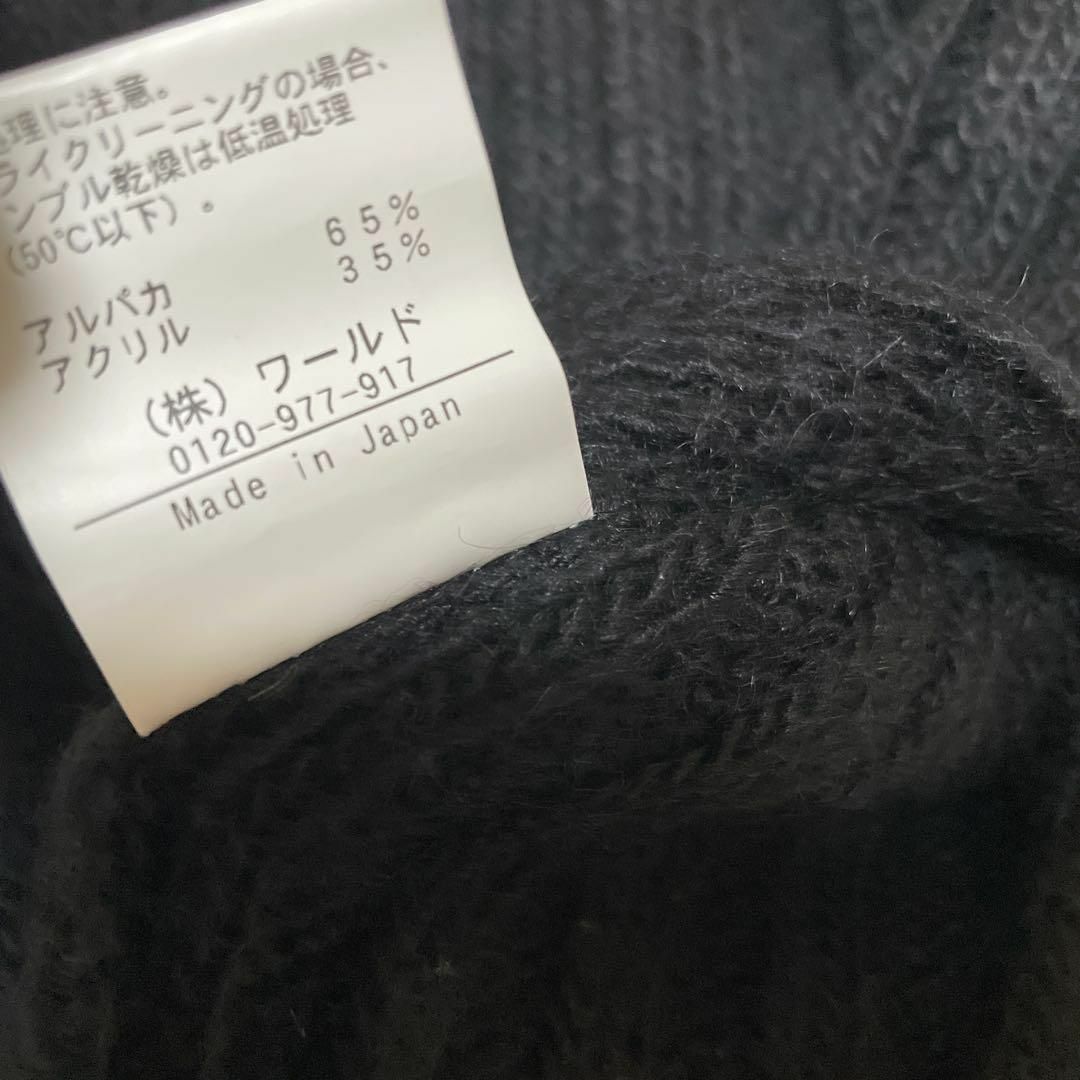 処理に注意。
ライクリーニングの場合、
ンブル乾燥は低温処理
(50℃以下)。
アルパカ 65%
アクリル 35%
(株) ワールド
0120-977-917
Made in Japan